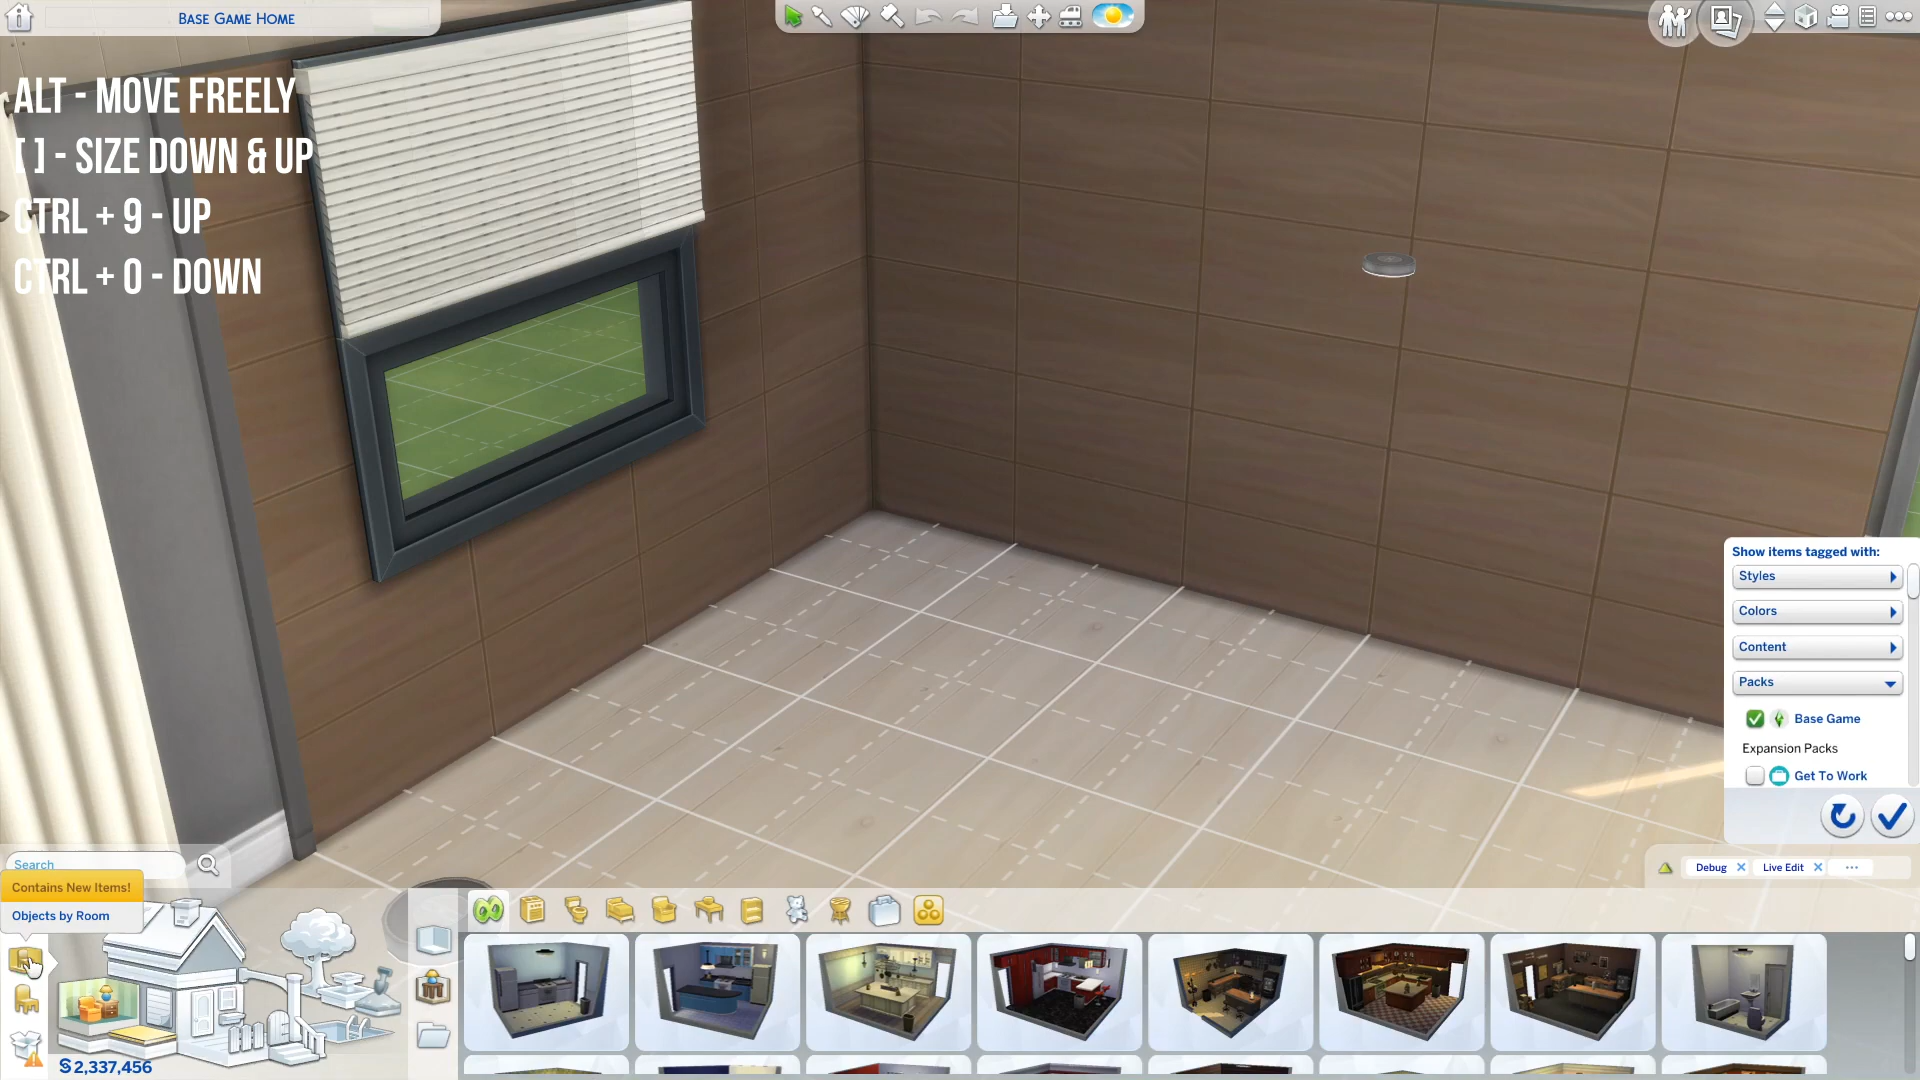 BASE GAME HOME
ALT - MOVE FREELY
[ ] - SIZE DOWN & UP
CTRL + 9 - UP
CTRL + 0 - DOWN
Show items tagged with:
Styles
Colors
Content
Packs
Base Game
Expansion Packs
Get To Work
Search
Contains New Items!
Objects by Room
Debug
Live Edit
...
§2,337,456